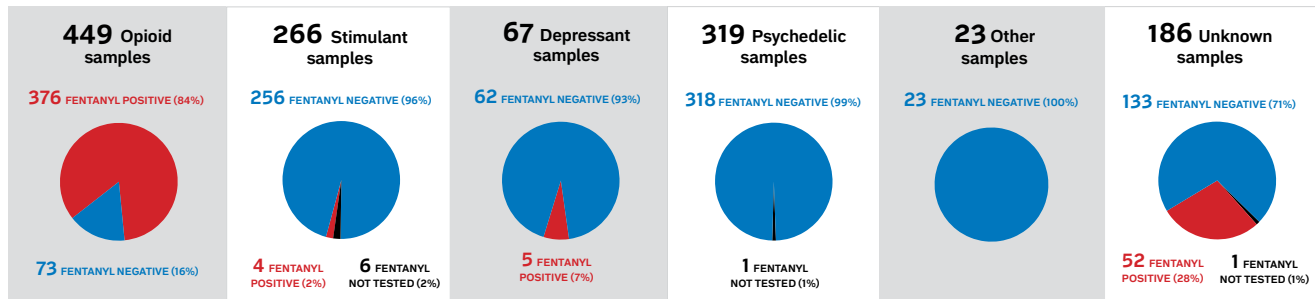 449 Opioid
samples
376 FENTANYL POSITIVE (84%)
73 FENTANYL NEGATIVE (16%)
266 Stimulant
samples
256 FENTANYL NEGATIVE (96%)
4 FENTANYL
POSITIVE (2%)
6 FENTANYL
NOT TESTED (2%)
67 Depressant
samples
62 FENTANYL NEGATIVE (93%)
5 FENTANYL
POSITIVE (7%)
319 Psychedelic
samples
318 FENTANYL NEGATIVE (99%)
1 FENTANYL
NOT TESTED (1%)
23 Other
samples
23 FENTANYL NEGATIVE (100%)
186 Unknown
samples
133 FENTANYL NEGATIVE (71%)
52 FENTANYL
POSITIVE (28%)
1 FENTANYL
NOT TESTED (1%)